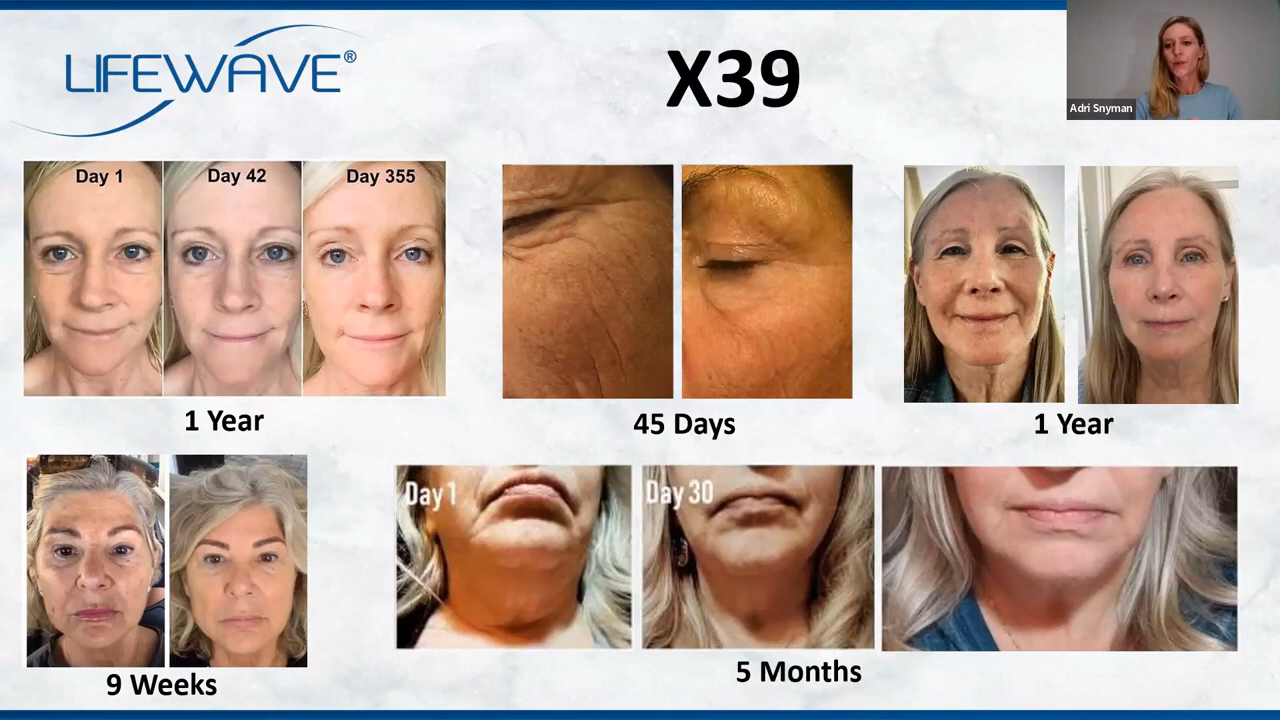 LIFEWAVE®
X39
Adri Snyman
Day 1
Day 42
Day 355
1 Year
45 Days
1 Year
9 Weeks
Day 1
Day 30
5 Months